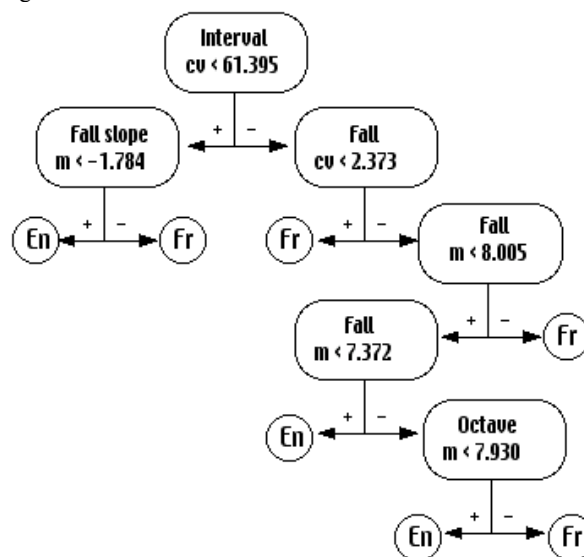 Interval
cv < 61.395
+ −
Fall slope
m < −1.784
Fall
cv < 2.373
+ −
+ −
En
Fr
Fr
Fall
m < 8.005
+ −
Fall
m < 7.372
Fr
+ −
En
Octave
m < 7.930
+ −
En
Fr